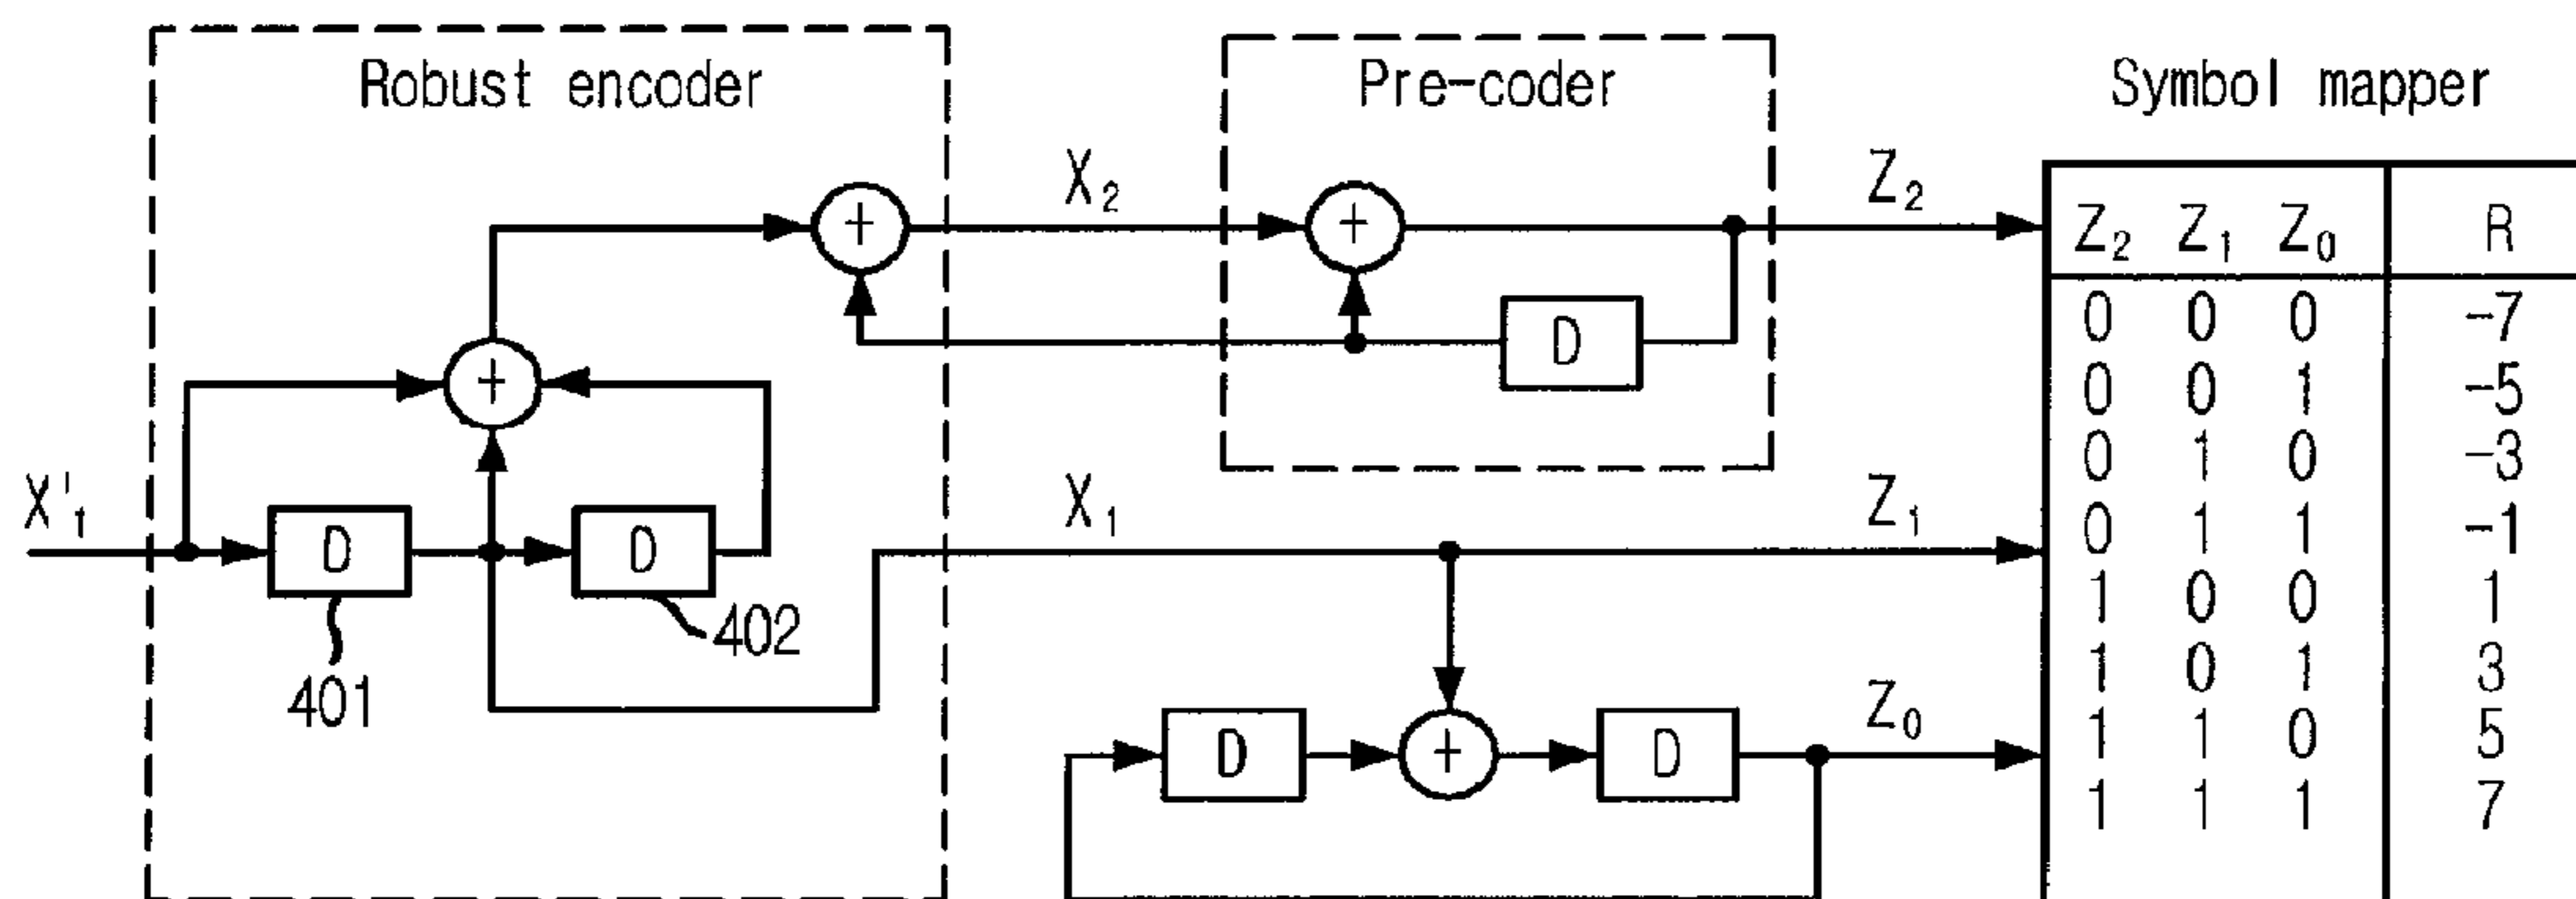 Robust encoder
Pre-coder
Symbol mapper
X₂
Z₂
Z₂ Z₁ Z₀ R
+
+
+
D
X'₁
D
D
X₁
Z₁
401
402
D
+
D
Z₀
0 0 0 -7
0 0 1 -5
0 1 0 -3
0 1 1 -1
1 0 0 1
1 0 1 3
1 1 0 5
1 1 1 7